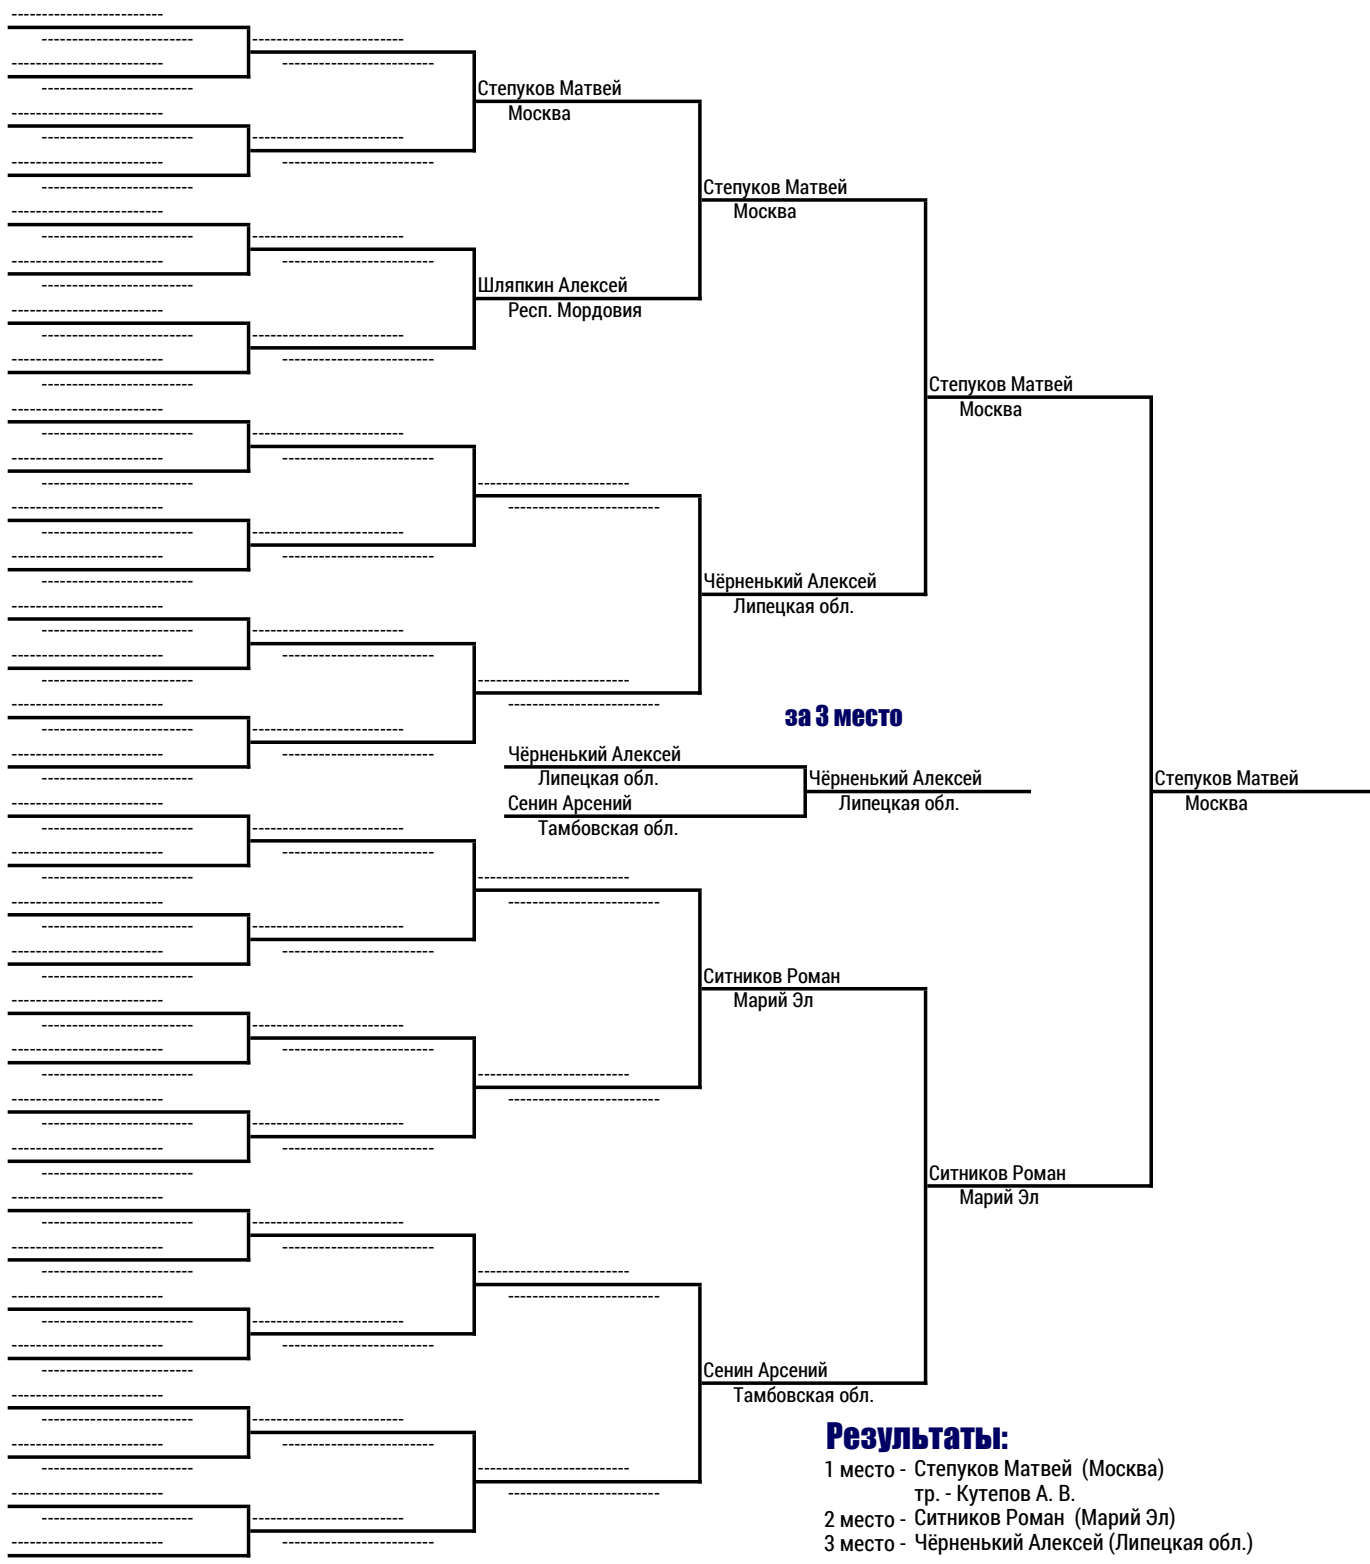 Степуков Матвей
Москва
Степуков Матвей
Москва
Шляпкин Алексей
Респ. Мордовия
Степуков Матвей
Москва
Чёрненький Алексей
Липецкая обл.
за 3 место
Чёрненький Алексей
Липецкая обл.
Сенин Арсений
Тамбовская обл.
Чёрненький Алексей
Липецкая обл.
Степуков Матвей
Москва
Ситников Роман
Марий Эл
Ситников Роман
Марий Эл
Сенин Арсений
Тамбовская обл.
Результаты:
1 место - Степуков Матвей (Москва)
тр. - Кутепов А. В.
2 место - Ситников Роман (Марий Эл)
3 место - Чёрненький Алексей (Липецкая обл.)